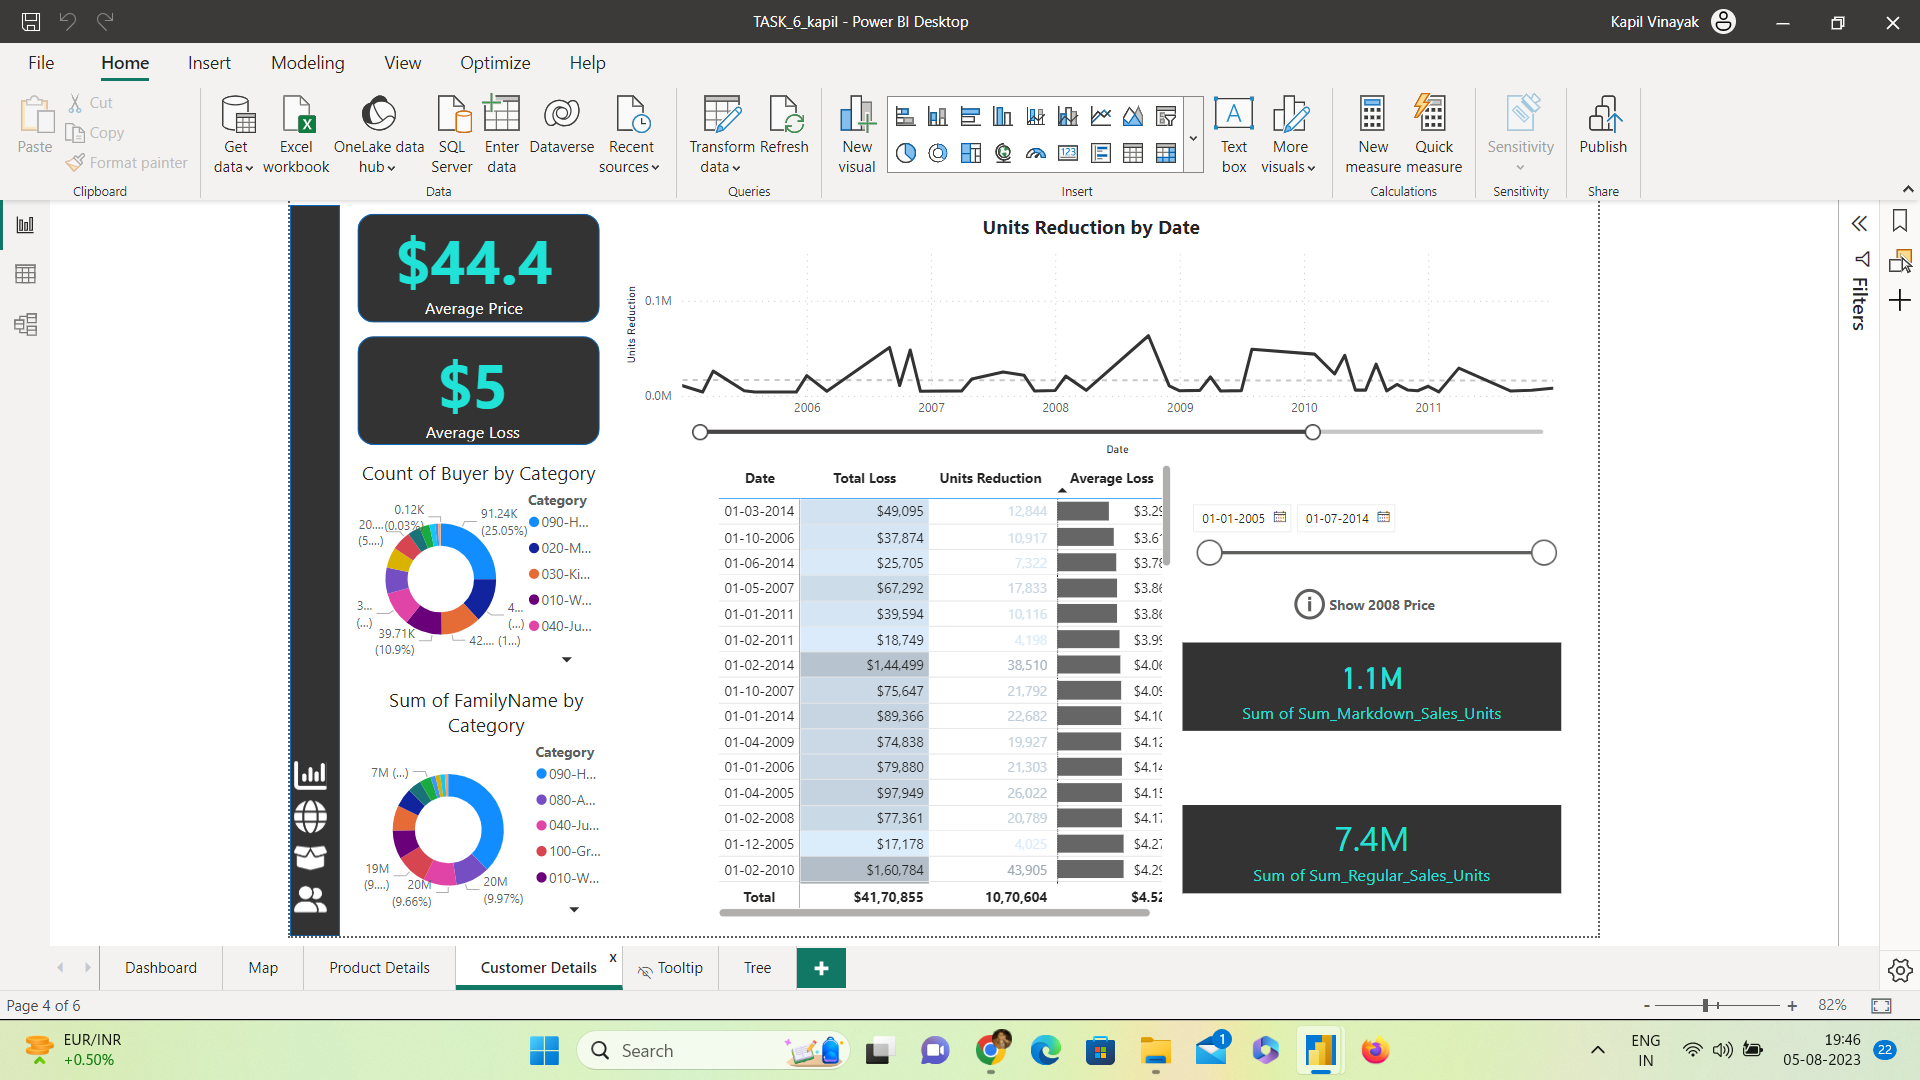 TASK_6_kapil - Power BI Desktop
Kapil Vinayak
File
Home
Insert
Modeling
View
Optimize
Help
Paste
Cut
Copy
Format painter
Clipboard
Get data
Excel workbook
OneLake data hub
SQL Server
Enter data
Dataverse
Recent sources
Data
Transform data
Refresh
Queries
New visual
Text box
More visuals
Insert
New measure
Quick measure
Calculations
Sensitivity
Sensitivity
Publish
Share
$44.4
Average Price
$5
Average Loss
Units Reduction by Date
Units Reduction
0.1M
0.0M
2006 2007 2008 2009 2010 2011
Date
Filters
Count of Buyer by Category
Category
090-H...
020-M...
030-Ki...
010-W...
040-Ju...
0.12K
(0.03%)
20....
(5....)
91.24K
(25.05%)
3...
(...)
4...
(...)
39.71K
(10.9%)
42.... (1...)
Sum of FamilyName by
Category
Category
090-H...
080-A...
040-Ju...
100-Gr...
010-W...
7M (...)
19M
(9....)
20M
(9.66%)
20M
(9.97%)
Date Total Loss Units Reduction Average Loss
01-03-2014 $49,095 12,844 $3.29
01-10-2006 $37,874 10,917 $3.61
01-06-2014 $25,705 7,322 $3.78
01-05-2007 $67,292 17,833 $3.86
01-01-2011 $39,594 10,116 $3.86
01-02-2011 $18,749 4,198 $3.99
01-02-2014 $1,44,499 38,510 $4.06
01-10-2007 $75,647 21,792 $4.09
01-01-2014 $89,366 22,682 $4.10
01-04-2009 $74,838 19,927 $4.12
01-01-2006 $79,880 21,303 $4.14
01-04-2005 $97,949 26,022 $4.15
01-02-2008 $77,361 20,789 $4.17
01-12-2005 $17,178 4,025 $4.27
01-02-2010 $1,60,784 43,905 $4.29
Total $41,70,855 10,70,604 $4.52
01-01-2005
01-07-2014
Show 2008 Price
1.1M
Sum of Sum_Markdown_Sales_Units
7.4M
Sum of Sum_Regular_Sales_Units
Dashboard
Map
Product Details
Customer Details
x
Tooltip
Tree
+
Page 4 of 6
- + 82%
EUR/INR
+0.50%
Search
1
ENG
IN
19:46
05-08-2023
22